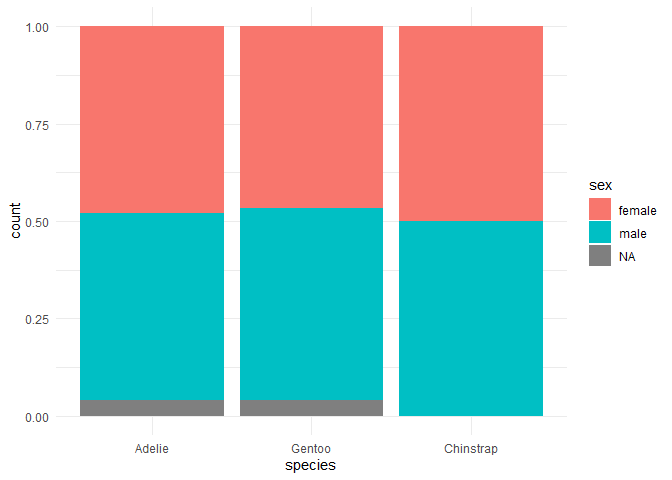 1.00
0.75
0.50
0.25
0.00
count
Adelie
Gentoo
Chinstrap
species
sex
female
male
NA